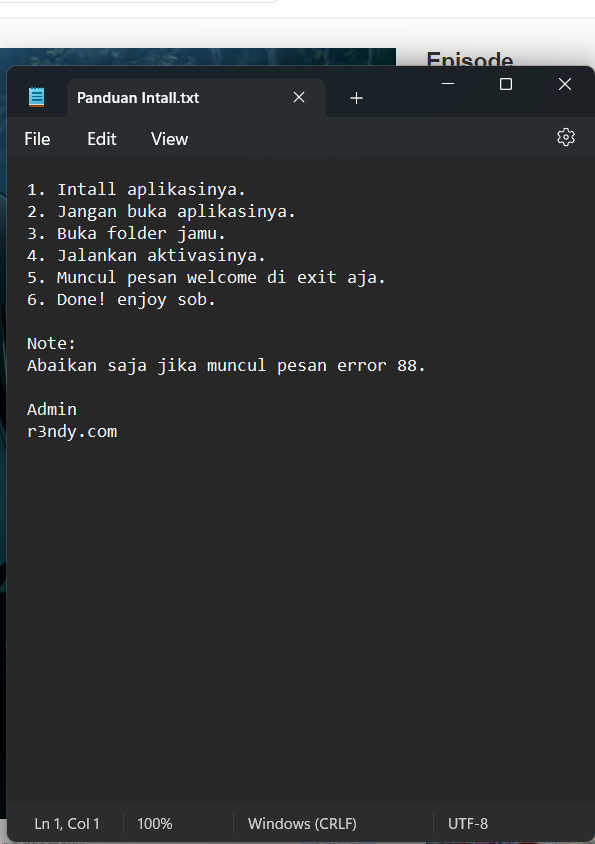 Episode
Panduan Intall.txt
File Edit View
1. Intall aplikasinya.
2. Jangan buka aplikasinya.
3. Buka folder jamu.
4. Jalankan aktivasinya.
5. Muncul pesan welcome di exit aja.
6. Done! enjoy sob.
Note:
Abaikan saja jika muncul pesan error 88.
Admin
r3ndy.com
Ln 1, Col 1 100% Windows (CRLF) UTF-8